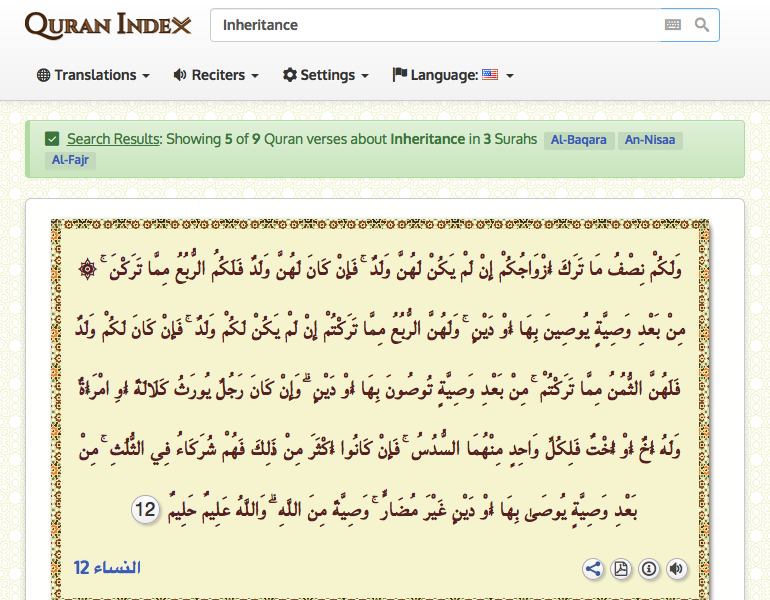 QURAN INDEX
Inheritance
Translations Reciters Settings Language:
Search Results: Showing 5 of 9 Quran verses about Inheritance in 3 Surahs Al-Baqara An-Nisaa
Al-Fajr
وَلَكُمْ نِصْفُ مَا تَرَكَ أَزْوَاجُكُمْ إِنْ لَمْ يَكُنْ لَهُنَّ وَلَدٌ ۚ فَإِنْ كَانَ لَهُنَّ وَلَدٌ فَلَكُمُ الرُّبُعُ مِمَّا تَرَكْنَ ۚ
مِنْ بَعْدِ وَصِيَّةٍ يُوصِينَ بِهَا أَوْ دَيْنٍ ۚ وَلَهُنَّ الرُّبُعُ مِمَّا تَرَكْتُمْ إِنْ لَمْ يَكُنْ لَكُمْ وَلَدٌ ۚ فَإِنْ كَانَ لَكُمْ وَلَدٌ
فَلَهُنَّ الثُّمُنُ مِمَّا تَرَكْتُمْ ۚ مِنْ بَعْدِ وَصِيَّةٍ تُوصُونَ بِهَا أَوْ دَيْنٍ ۗ وَإِنْ كَانَ رَجُلٌ يُورَثُ كَلَالَةً أَوِ امْرَأَةٌ
وَلَهُ أَخٌ أَوْ أُخْتٌ فَلِكُلِّ وَاحِدٍ مِنْهُمَا السُّدُسُ ۚ فَإِنْ كَانُوا أَكْثَرَ مِنْ ذَلِكَ فَهُمْ شُرَكَاءُ فِي الثُّلُثِ ۚ مِنْ
بَعْدِ وَصِيَّةٍ يُوصَى بِهَا أَوْ دَيْنٍ غَيْرَ مُضَارٍّ ۚ وَصِيَّةً مِنَ اللَّهِ ۗ وَاللَّهُ عَلِيمٌ حَلِيمٌ 12
النساء 12